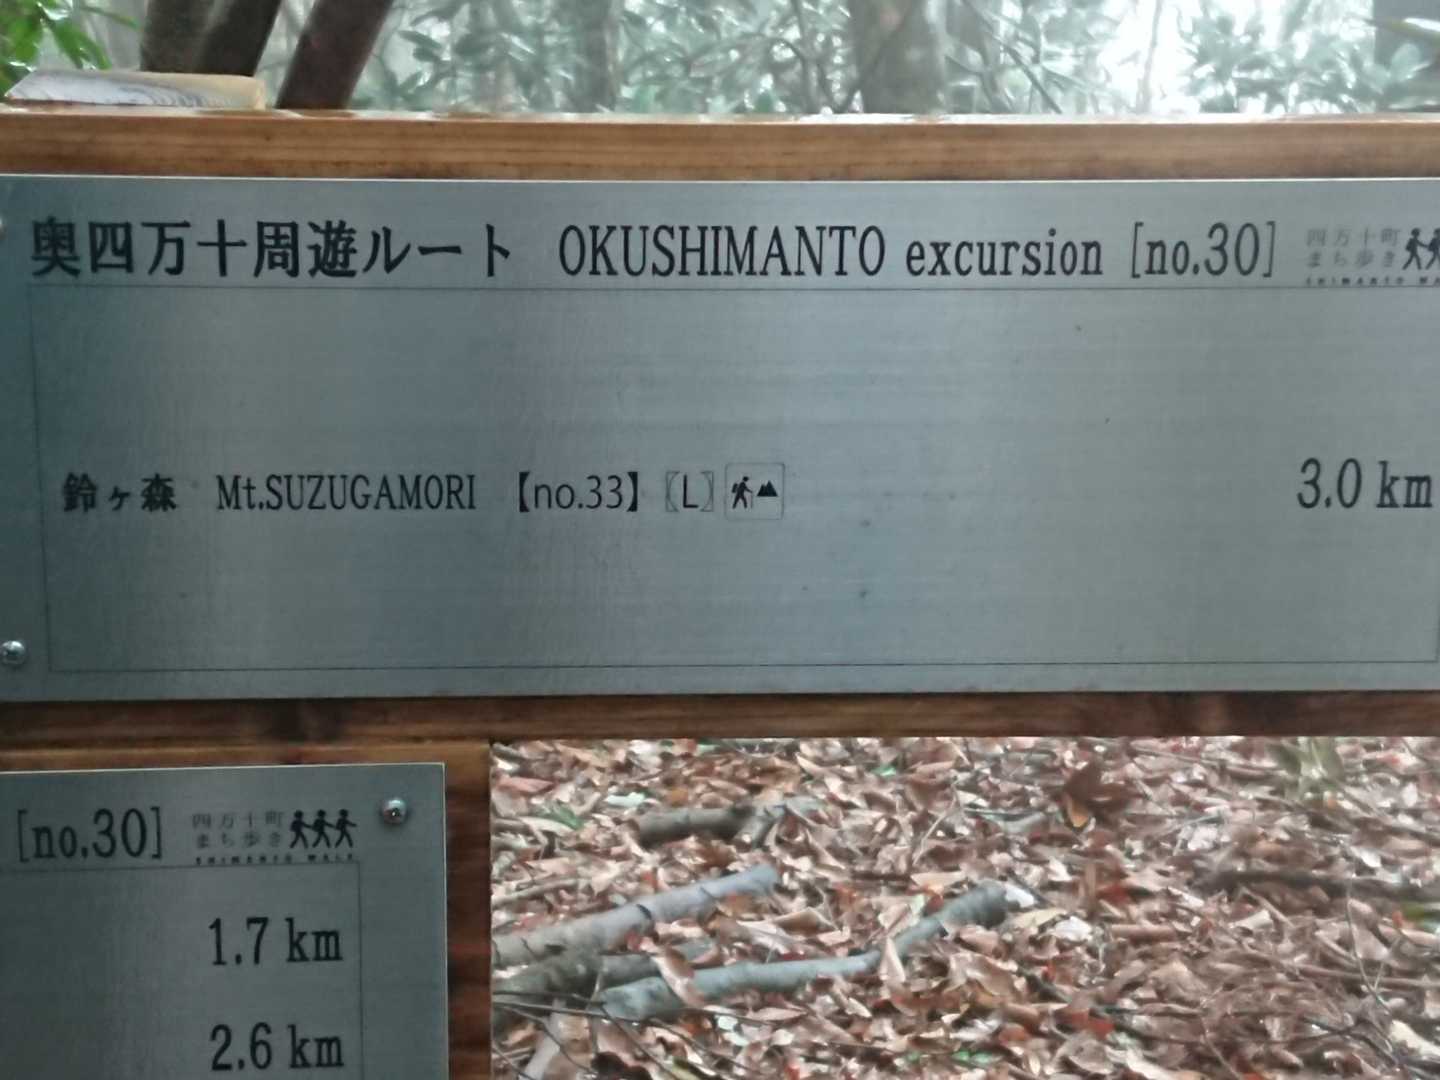 奥四万十周遊ルート OKUSHIMANTO excursion [no.30]
四万十町
まち歩き
鈴ヶ森 Mt.SUZUGAMORI 【no.33】 〖L〗 3.0 km
[no.30]
四万十町
まち歩き
SHIMANTO WALK
1.7 km
2.6 km